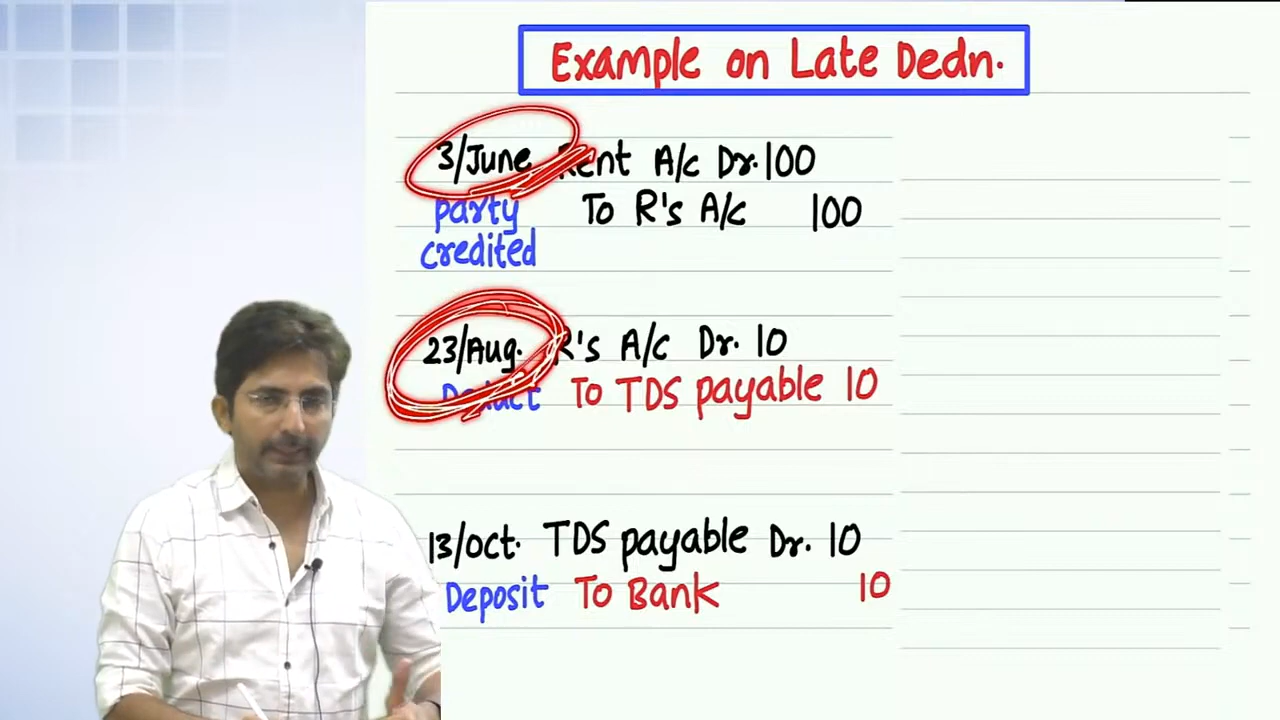 Example on Late Dedn.
3/June Rent A/c Dr. 100
party To R's A/c 100
credited
23/Aug. R's A/c Dr. 10
Deduct To TDS payable 10
13/Oct. TDS payable Dr. 10
Deposit To Bank 10